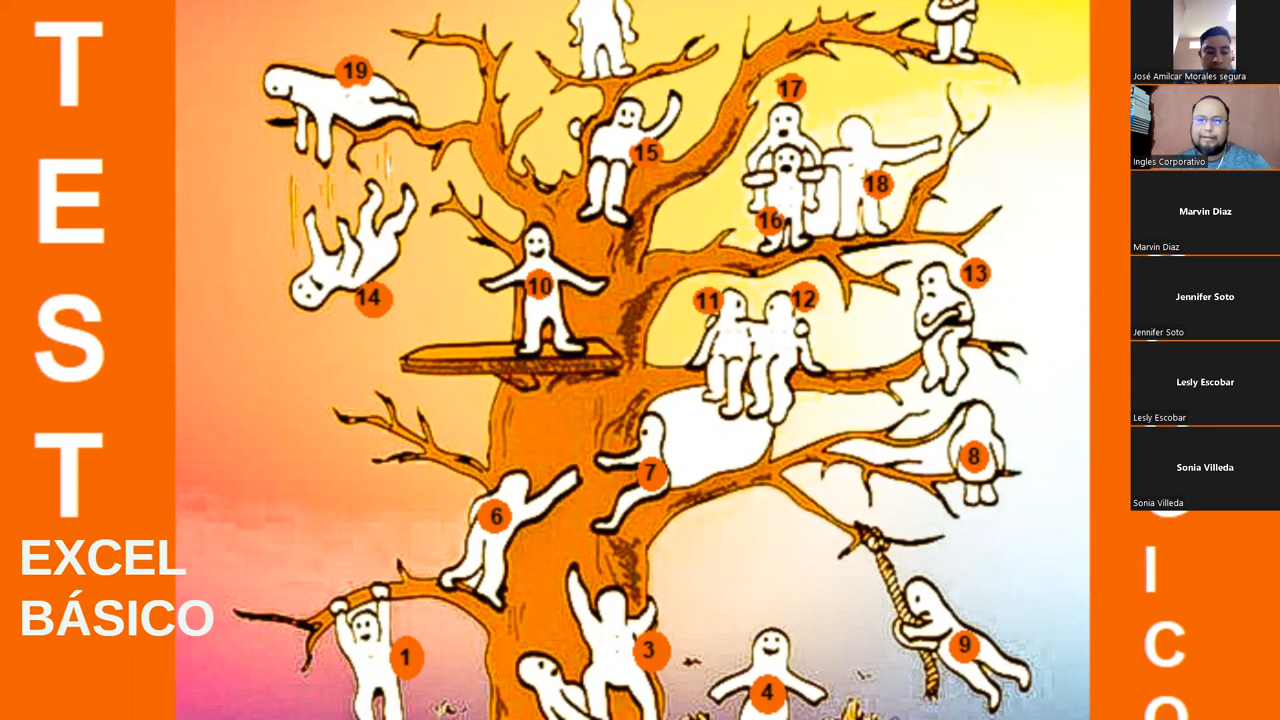 T
E
S
T
EXCEL
BÁSICO
19
17
15
18
16
14
10
13
11
12
7
8
6
1
3
9
4
I
C
O
José Amilcar Morales segura
Ingles Corporativo
Marvin Diaz
Marvin Diaz
Jennifer Soto
Jennifer Soto
Lesly Escobar
Lesly Escobar
Sonia Villeda
Sonia Villeda